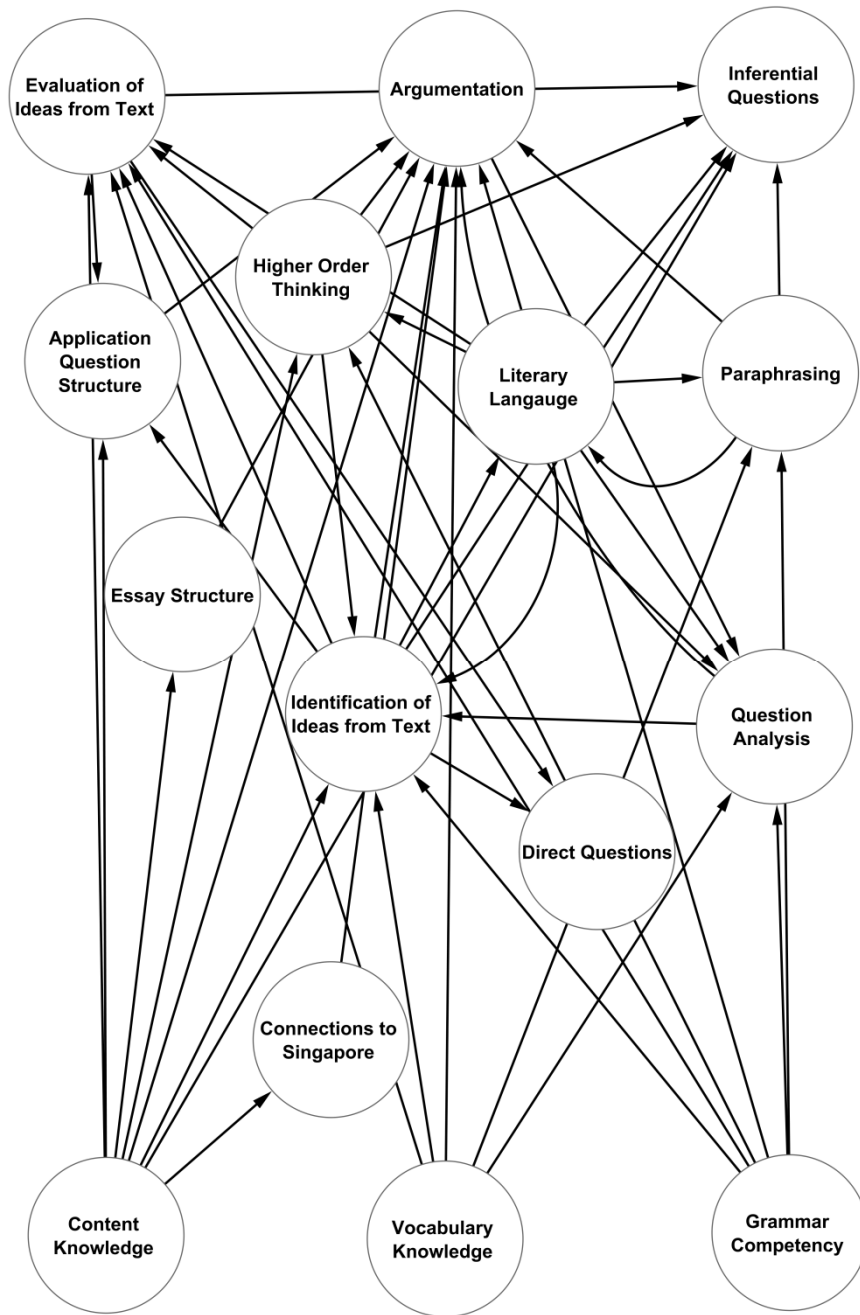 Evaluation of
Ideas from Text
Argumentation
Inferential
Questions
Higher Order
Thinking
Application
Question
Structure
Literary
Langauge
Paraphrasing
Essay Structure
Identification of
Ideas from Text
Question
Analysis
Direct Questions
Connections to
Singapore
Content
Knowledge
Vocabulary
Knowledge
Grammar
Competency